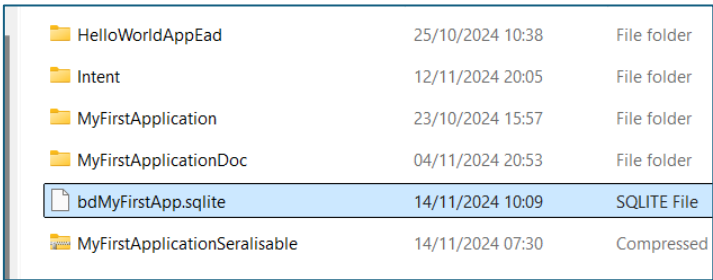 HelloWorldAppEad 25/10/2024 10:38 File folder
Intent 12/11/2024 20:05 File folder
MyFirstApplication 23/10/2024 15:57 File folder
MyFirstApplicationDoc 04/11/2024 20:53 File folder
bdMyFirstApp.sqlite 14/11/2024 10:09 SQLITE File
MyFirstApplicationSeralisable 14/11/2024 07:30 Compressed